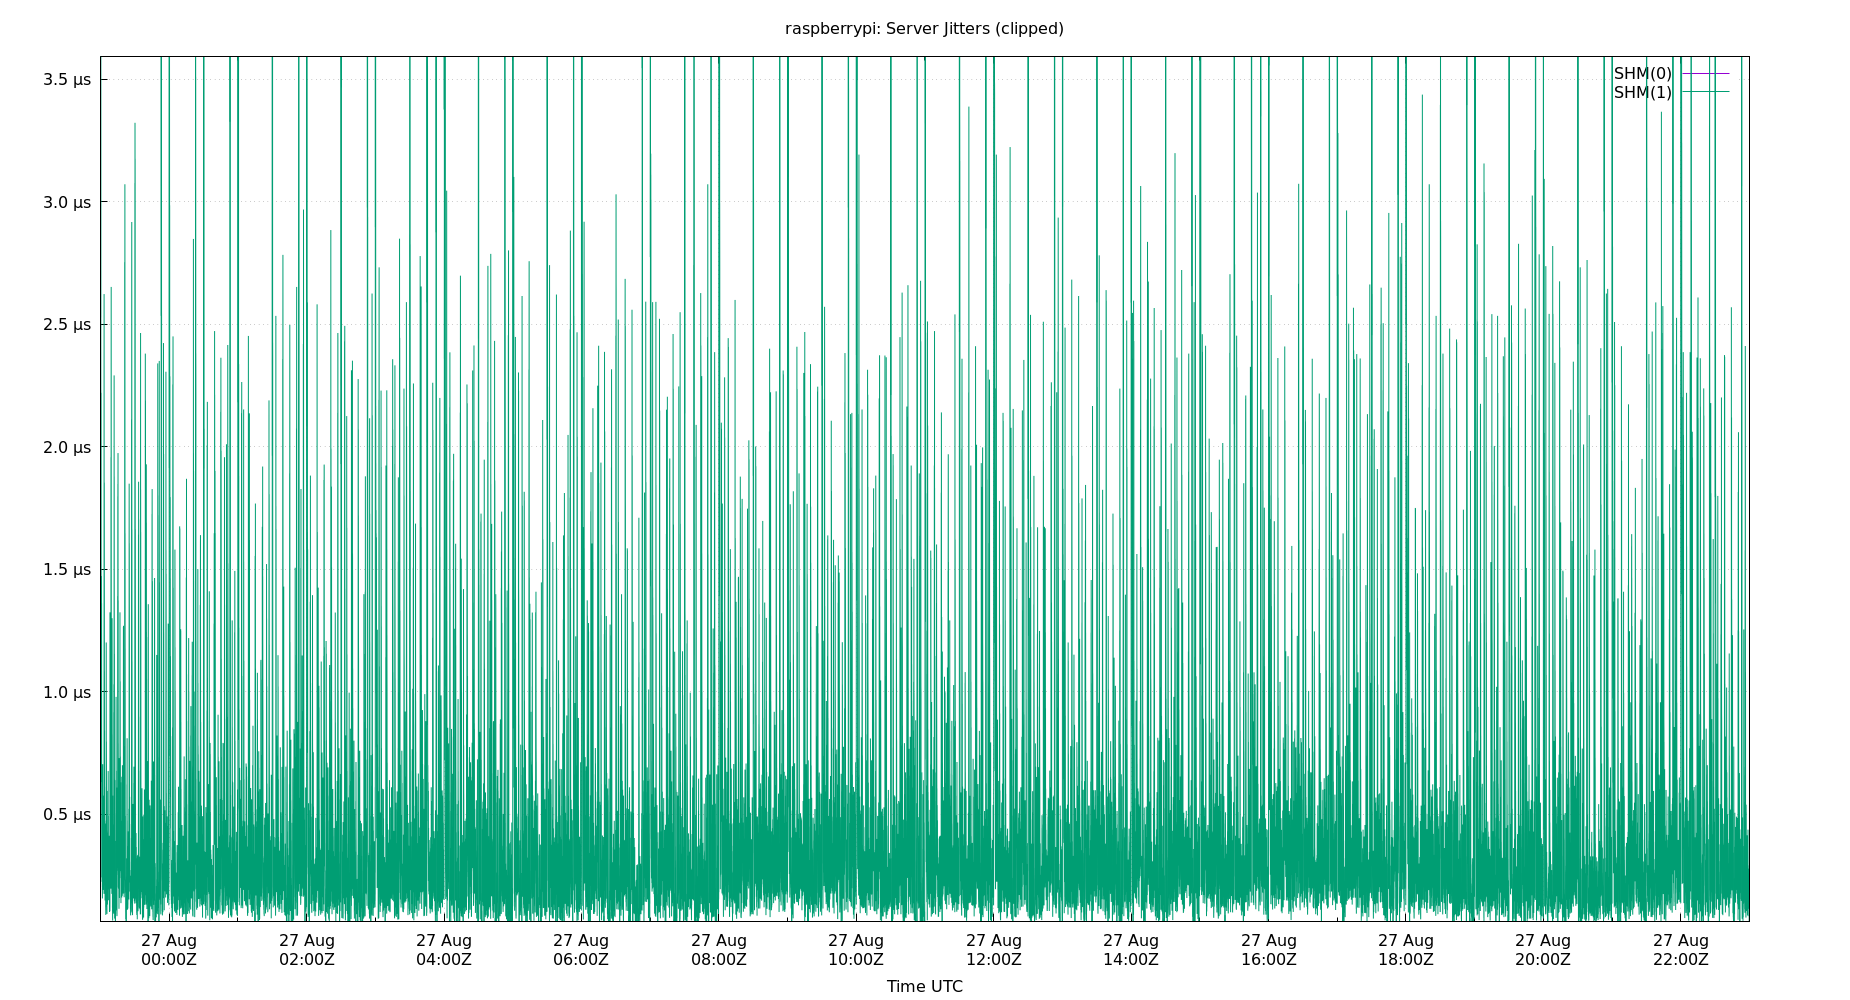 raspberrypi: Server Jitters (clipped)
SHM(0)
SHM(1)
3.5 µs
3.0 µs
2.5 µs
2.0 µs
1.5 µs
1.0 µs
0.5 µs
27 Aug 27 Aug 27 Aug 27 Aug 27 Aug 27 Aug 27 Aug 27 Aug 27 Aug 27 Aug 27 Aug 27 Aug
00:00Z 02:00Z 04:00Z 06:00Z 08:00Z 10:00Z 12:00Z 14:00Z 16:00Z 18:00Z 20:00Z 22:00Z
Time UTC